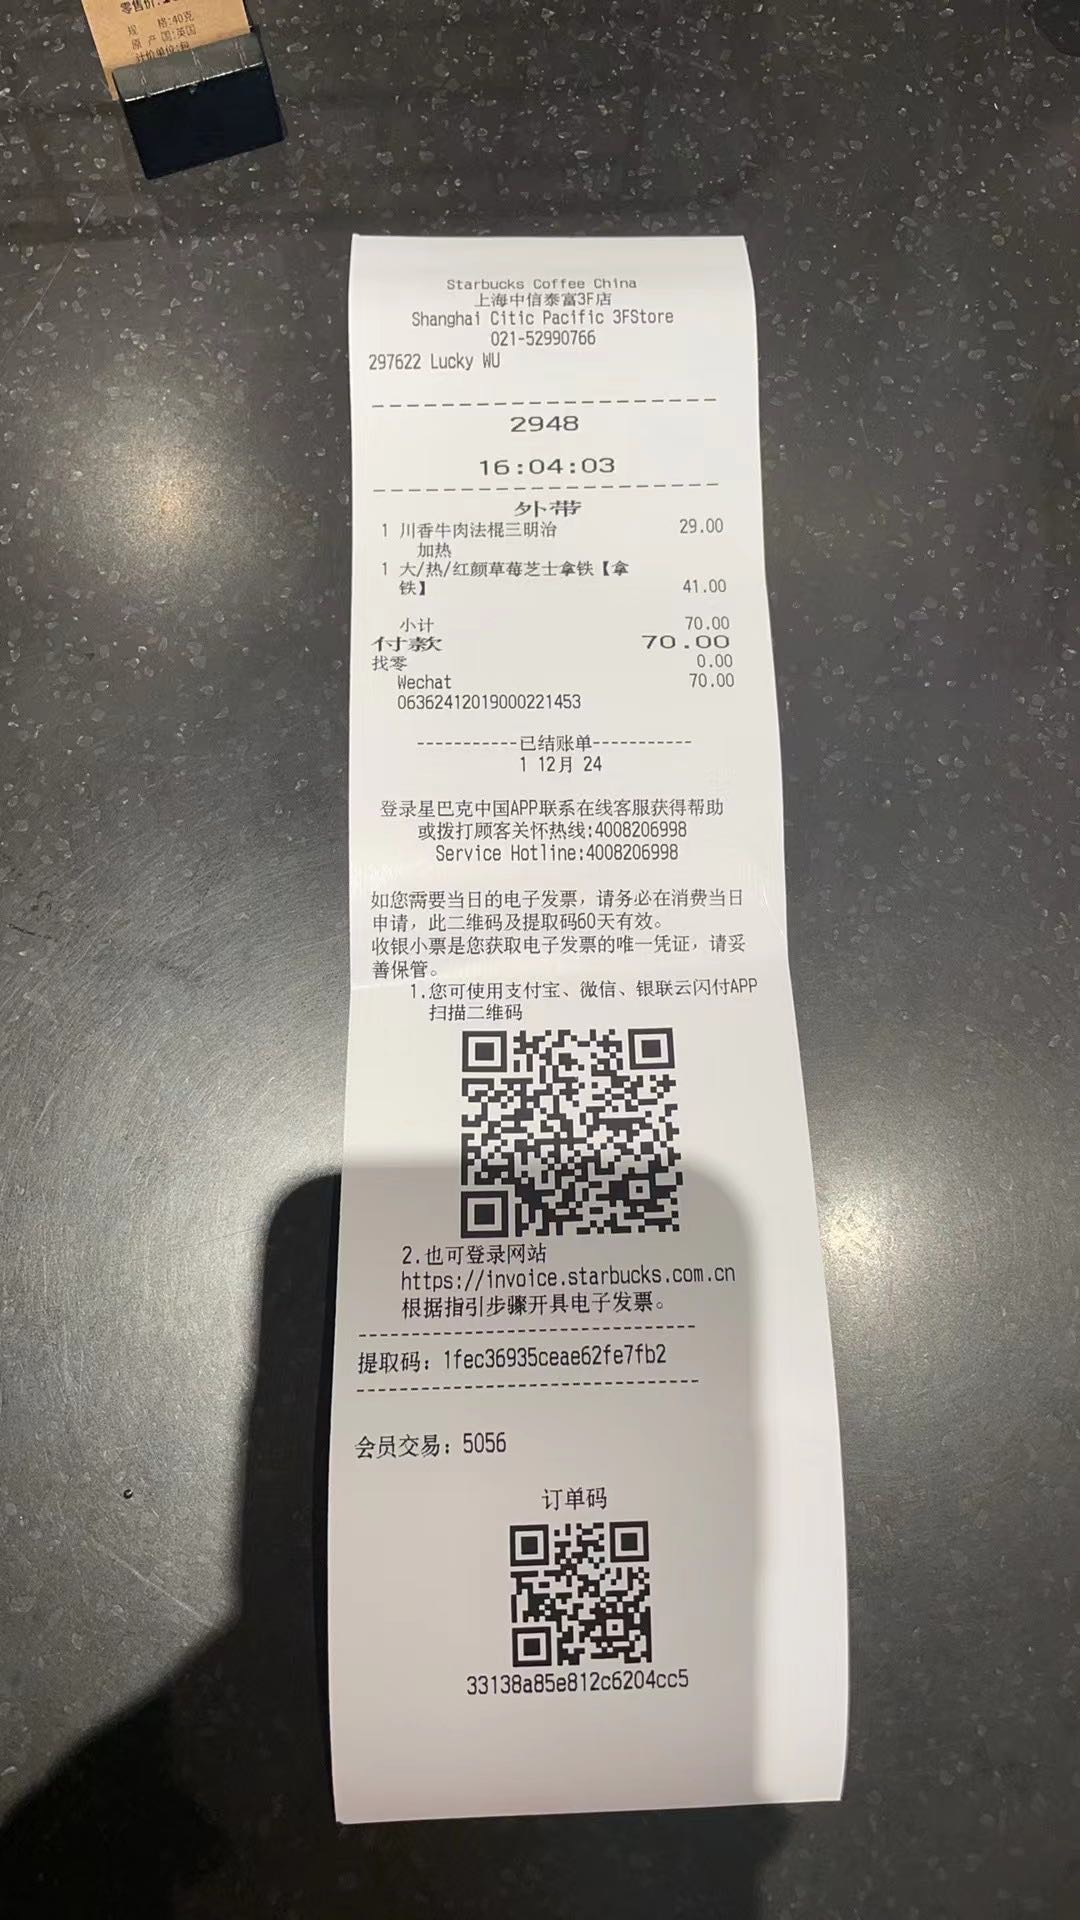 零售价:
规 格:40克
原 产 国:英国
计价单位:包
Starbucks Coffee China
上海中信泰富3F店
Shanghai Citic Pacific 3FStore
021-52990766
297622 Lucky WU
2948
16:04:03
外带
1 川香牛肉法棍三明治 29.00
加热
1 大/热/红颜草莓芝士拿铁【拿
铁】 41.00
小计 70.00
付款 70.00
找零 0.00
Wechat 70.00
06362412019000221453
-----------已结账单-----------
1 12月 24
登录星巴克中国APP联系在线客服获得帮助
或拨打顾客关怀热线:4008206998
Service Hotline:4008206998
如您需要当日的电子发票，请务必在消费当日
申请，此二维码及提取码60天有效。
收银小票是您获取电子发票的唯一凭证，请妥
善保管。
1.您可使用支付宝、微信、银联云闪付APP
扫描二维码
2.也可登录网站
https://invoice.starbucks.com.cn
根据指引步骤开具电子发票。
提取码：1fec36935ceae62fe7fb2
会员交易：5056
订单码
33138a85e812c6204cc5